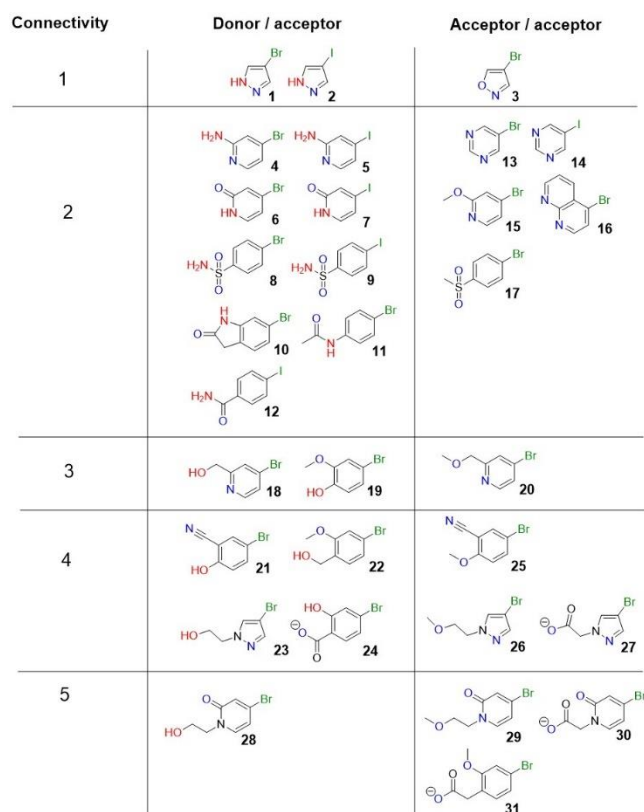 Connectivity Donor / acceptor Acceptor / acceptor
Br I Br
1 HN N 1 HN N 2 O N 3
H₂N Br H₂N I N Br N I
N 4 N 5 N 13 N 14
O Br O I O Br N Br
HN 6 HN 7 N 15 N 16
2
O Br O I O Br
H₂N S 8 H₂N S 9 S 17
O O O
H N Br O Br
O 10 N H 11
I
H₂N 12
O
3 HO Br O Br O Br
N 18 HO 19 O N 20
4 N Br O Br N Br
HO 21 HO 22 O 25
Br HO Br Br O Br
HO N N 23 ⊖ O O 24 O N N 26 ⊖ O N N 27
5 O Br O Br O O Br
HO N 28 O N 29 ⊖ O N 30
O Br
O ⊖ O 31